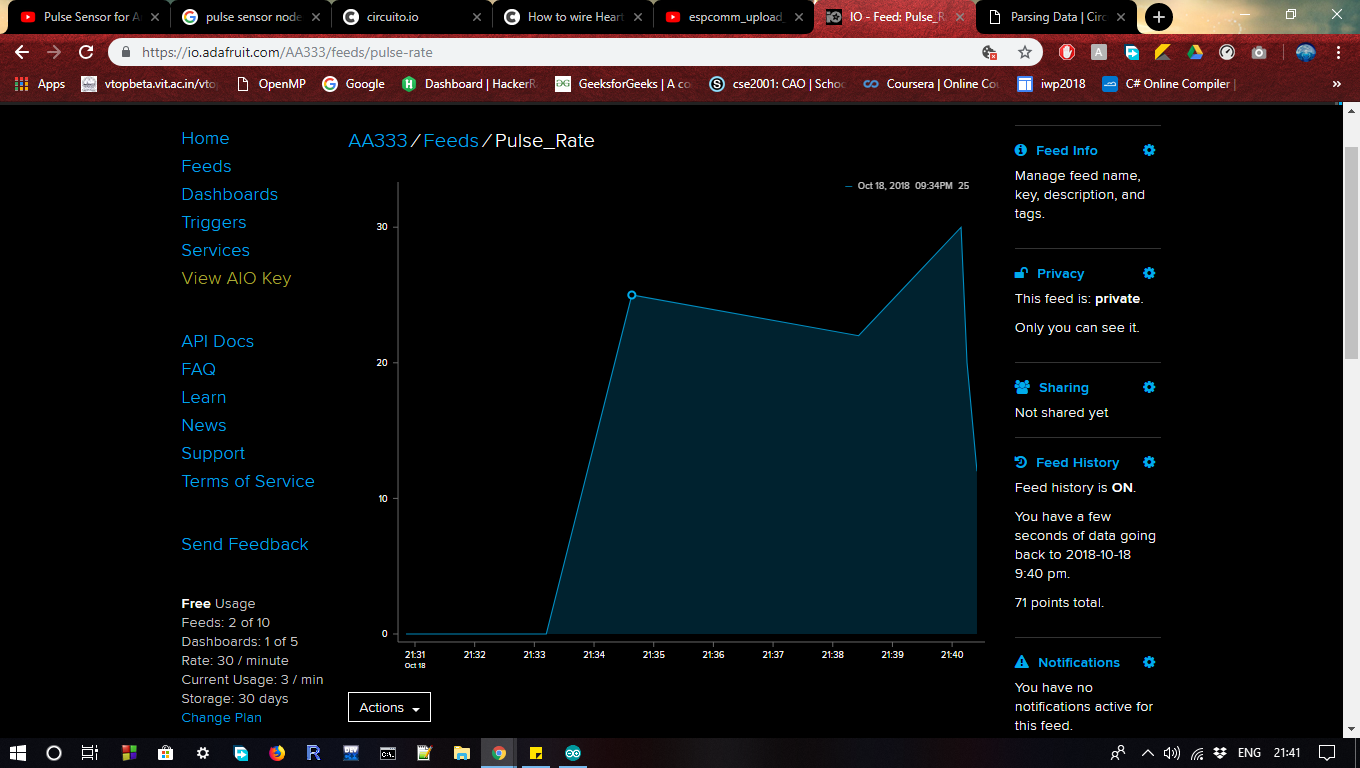 Pulse Sensor for A
pulse sensor node
circuito.io
How to wire Heart
espcomm_upload_
IO - Feed: Pulse_R
Parsing Data | Circ
https://io.adafruit.com/AA333/feeds/pulse-rate
Apps
vtopbeta.vit.ac.in/vto
OpenMP
Google
Dashboard | HackerR
GeeksforGeeks | A co
cse2001: CAO | Schoo
Coursera | Online Cou
iwp2018
C# Online Compiler |
»
Home
Feeds
Dashboards
Triggers
Services
View AIO Key
API Docs
FAQ
Learn
News
Support
Terms of Service
Send Feedback
Free Usage
Feeds: 2 of 10
Dashboards: 1 of 5
Rate: 30 / minute
Current Usage: 3 / min
Storage: 30 days
Change Plan
AA333 / Feeds / Pulse_Rate
Oct 18, 2018 09:34PM 25
30
20
10
0
21:31 21:32 21:33 21:34 21:35 21:36 21:37 21:38 21:39 21:40
Oct 18
Actions
Feed Info
Manage feed name,
key, description, and
tags.
Privacy
This feed is: private.
Only you can see it.
Sharing
Not shared yet
Feed History
Feed history is ON.
You have a few
seconds of data going
back to 2018-10-18
9:40 pm.
71 points total.
Notifications
You have no
notifications active for
this feed.
ENG
21:41